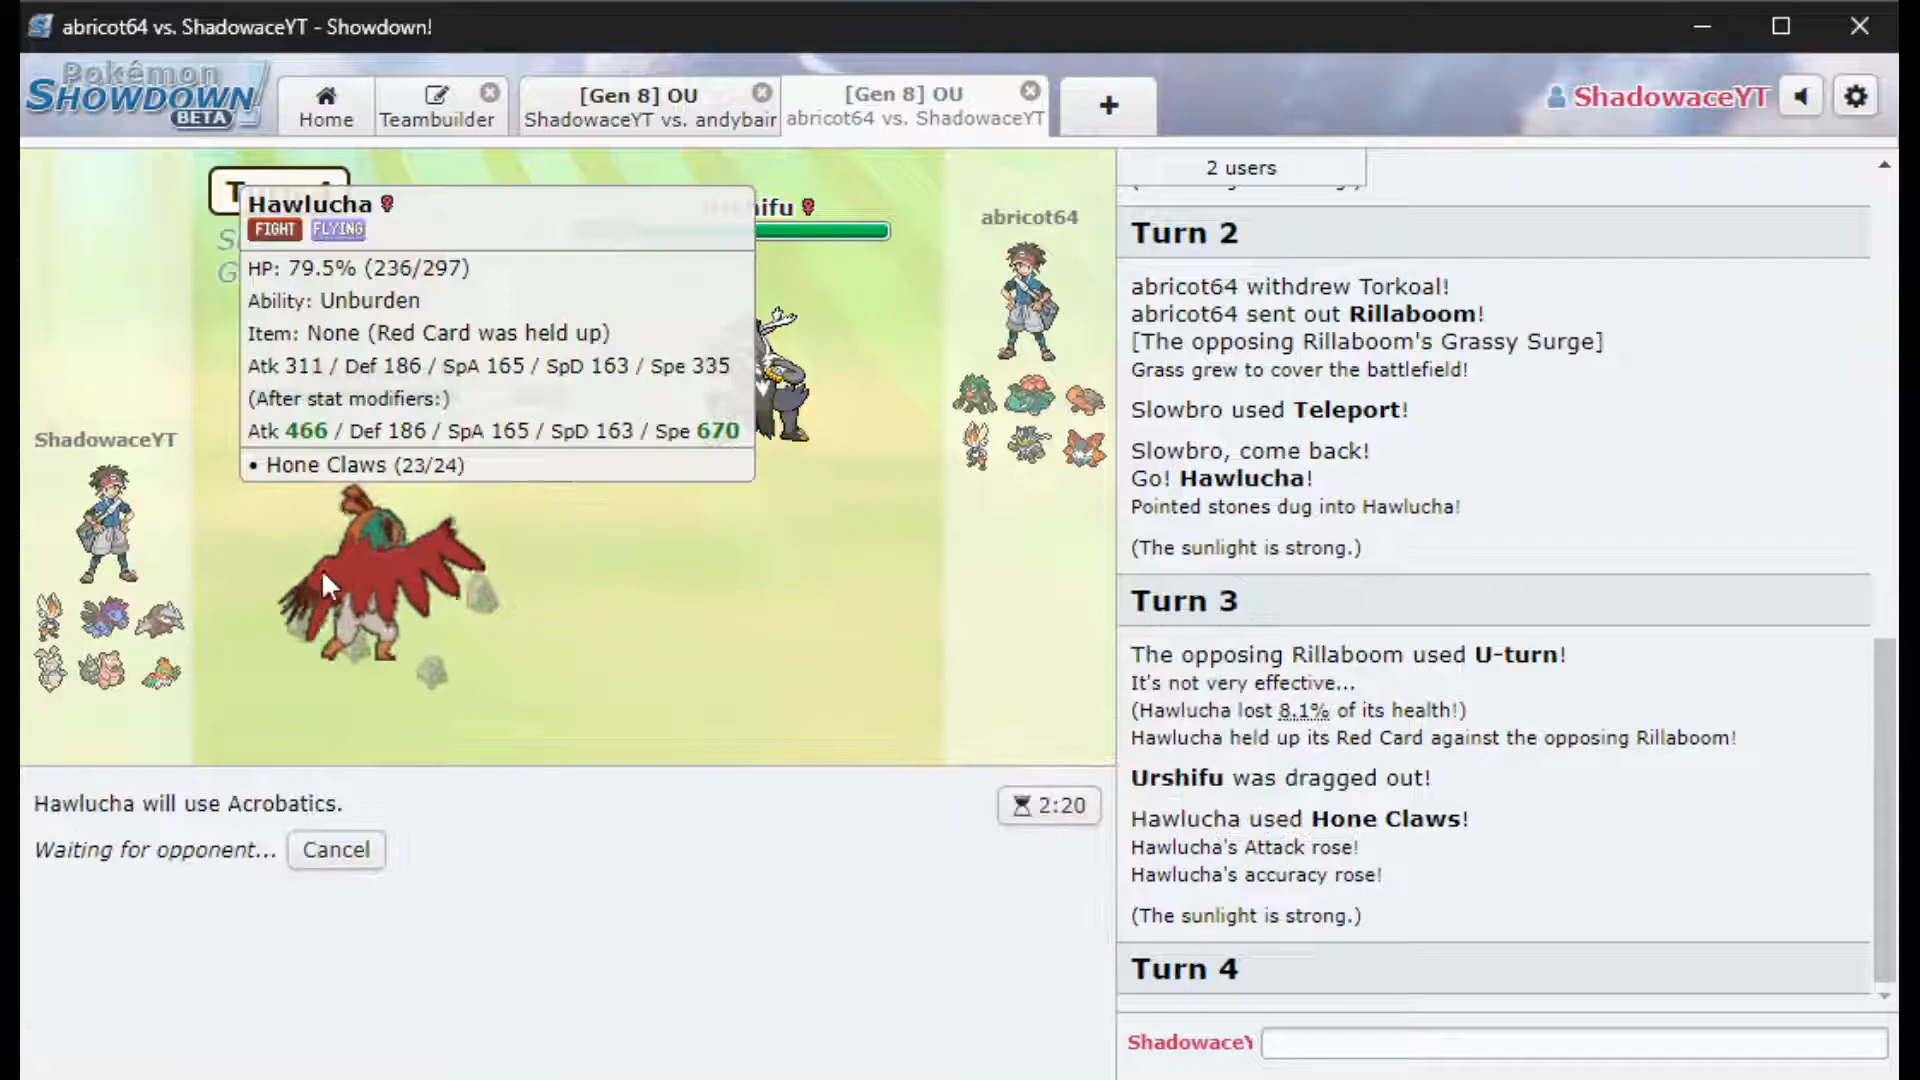 abricot64 vs. ShadowaceYT - Showdown!
Pokémon
SHOWDOWN
BETA
Home
Teambuilder
[Gen 8] OU
ShadowaceYT vs. andybair
[Gen 8] OU
abricot64 vs. ShadowaceYT
+
ShadowaceYT
Hawlucha
FIGHT FLYING
HP: 79.5% (236/297)
Ability: Unburden
Item: None (Red Card was held up)
Atk 311 / Def 186 / SpA 165 / SpD 163 / Spe 335
(After stat modifiers:)
Atk 466 / Def 186 / SpA 165 / SpD 163 / Spe 670
• Hone Claws (23/24)
ifu
abricot64
ShadowaceYT
Hawlucha will use Acrobatics.
2:20
Waiting for opponent... Cancel
2 users
Turn 2
abricot64 withdrew Torkoal!
abricot64 sent out Rillaboom!
[The opposing Rillaboom's Grassy Surge]
Grass grew to cover the battlefield!
Slowbro used Teleport!
Slowbro, come back!
Go! Hawlucha!
Pointed stones dug into Hawlucha!
(The sunlight is strong.)
Turn 3
The opposing Rillaboom used U-turn!
It's not very effective...
(Hawlucha lost 8.1% of its health!)
Hawlucha held up its Red Card against the opposing Rillaboom!
Urshifu was dragged out!
Hawlucha used Hone Claws!
Hawlucha's Attack rose!
Hawlucha's accuracy rose!
(The sunlight is strong.)
Turn 4
ShadowaceY